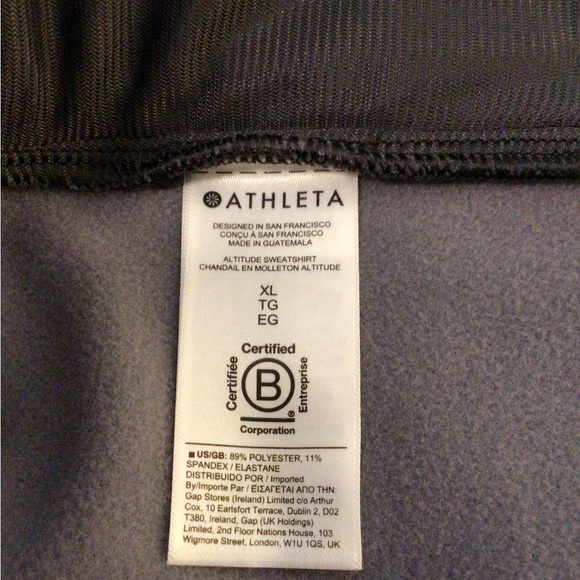 ATHLETA
DESIGNED IN SAN FRANCISCO
CONÇU À SAN FRANCISCO
MADE IN GUATEMALA
ALTITUDE SWEATSHIRT
CHANDAIL EN MOLLETON ALTITUDE
XL
TG
EG
Certified
Certifiée
B
Entreprise
®
Corporation
■ US/GB: 89% POLYESTER, 11%
SPANDEX / ELASTANE
DISTRIBUIDO POR / Imported
By/Importe Par / ΕΙΣΑΓΕΤΑΙ ΑΠΟ ΤΗΝ:
Gap Stores (Ireland) Limited c/o Arthur
Cox, 10 Earlsfort Terrace, Dublin 2, D02
T380, Ireland, Gap (UK Holdings)
Limited, 2nd Floor Nations House, 103
Wigmore Street, London, W1U 1QS, UK